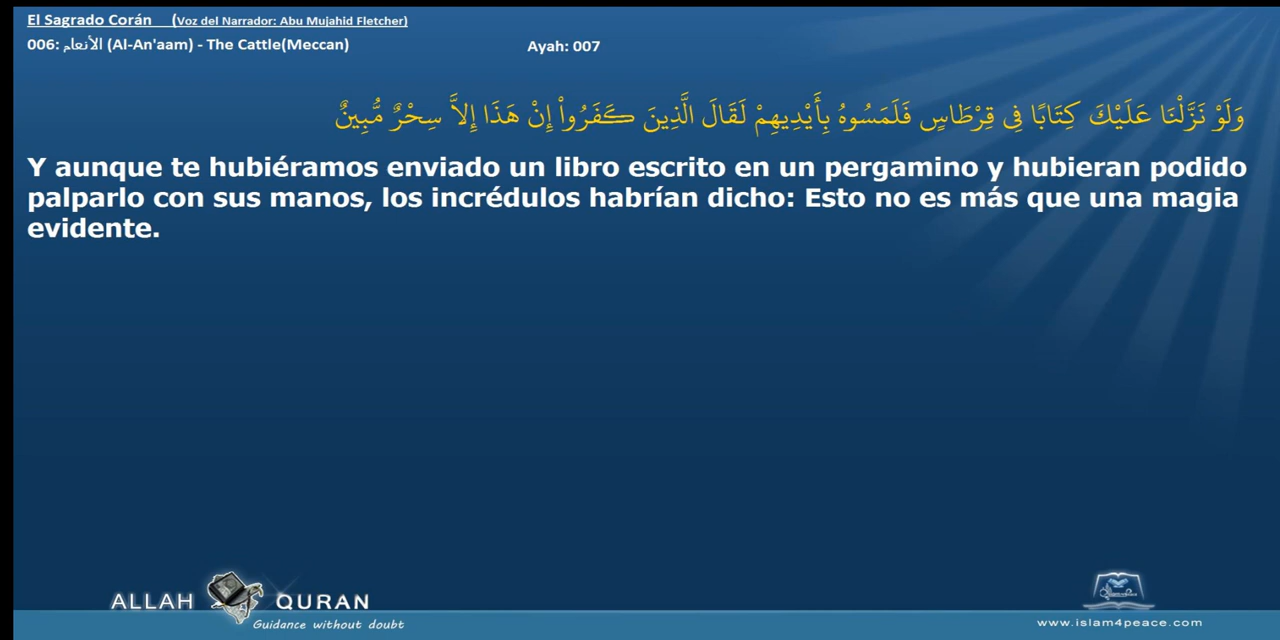 El Sagrado Corán (Voz del Narrador: Abu Mujahid Fletcher)
006: الأنعام (Al-An'aam) - The Cattle(Meccan) Ayah: 007
وَلَوْ نَزَّلْنَا عَلَيْكَ كِتَابًا فِي قِرْطَاسٍ فَلَمَسُوهُ بِأَيْدِيهِمْ لَقَالَ الَّذِينَ كَفَرُواْ إِنْ هَذَا إِلاَّ سِحْرٌ مُّبِينٌ
Y aunque te hubiéramos enviado un libro escrito en un pergamino y hubieran podido
palparlo con sus manos, los incrédulos habrían dicho: Esto no es más que una magia
evidente.
ALLAH QURAN
Guidance without doubt
www.islam4peace.com